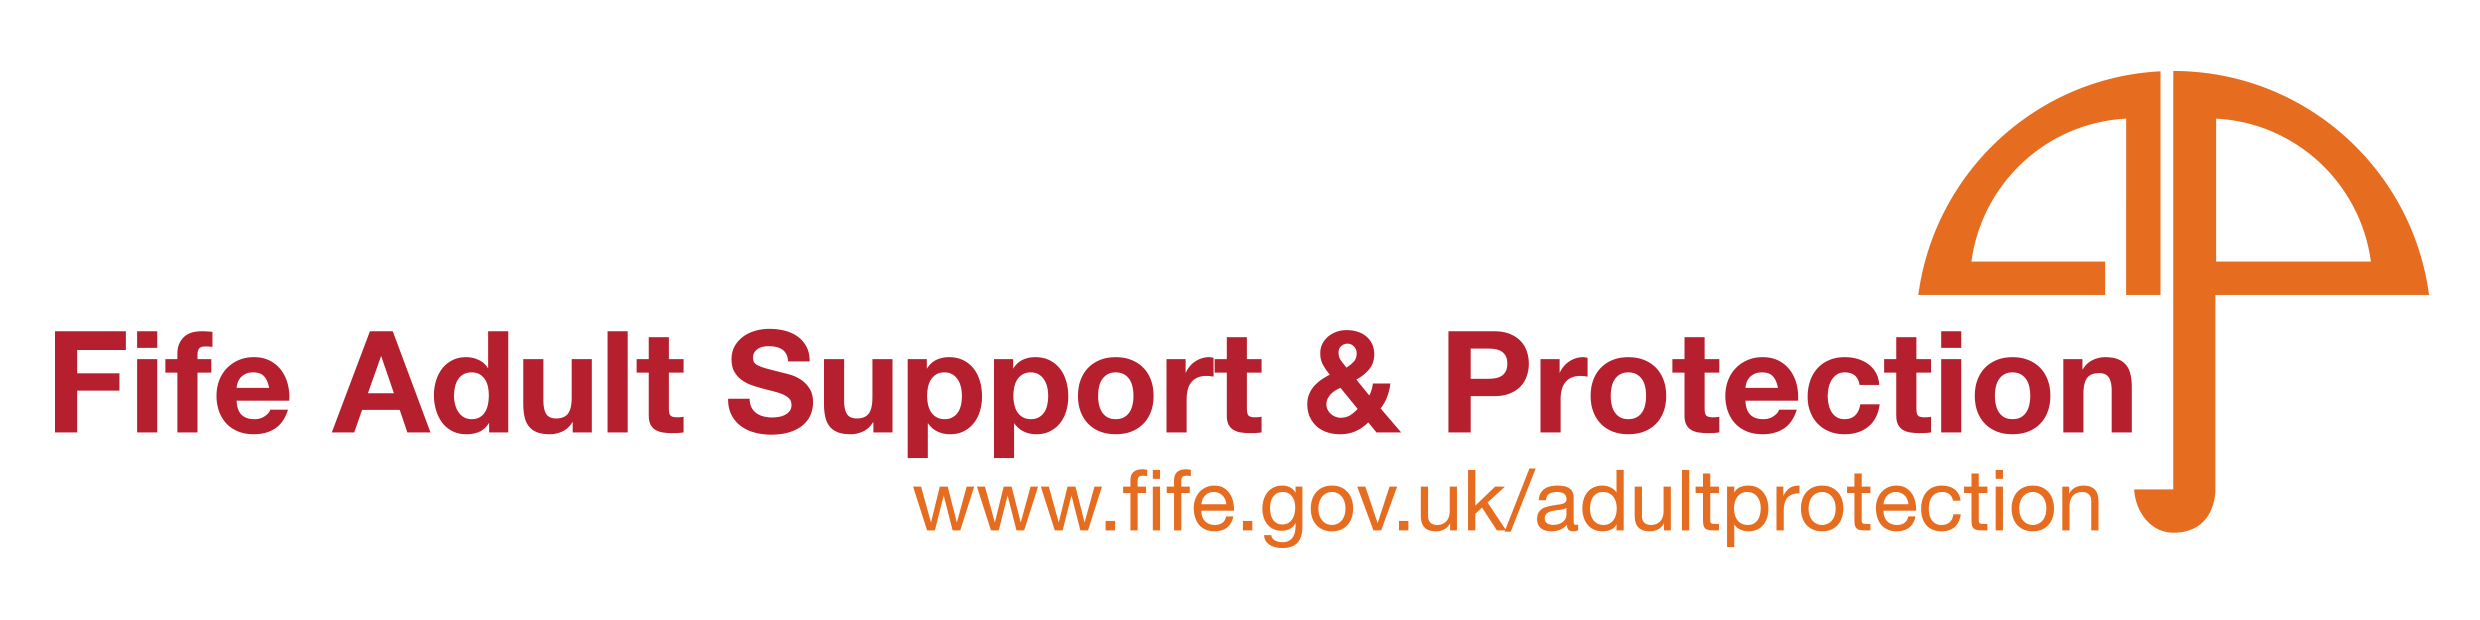 Fife Adult Support & Protection
www.fife.gov.uk/adultprotection